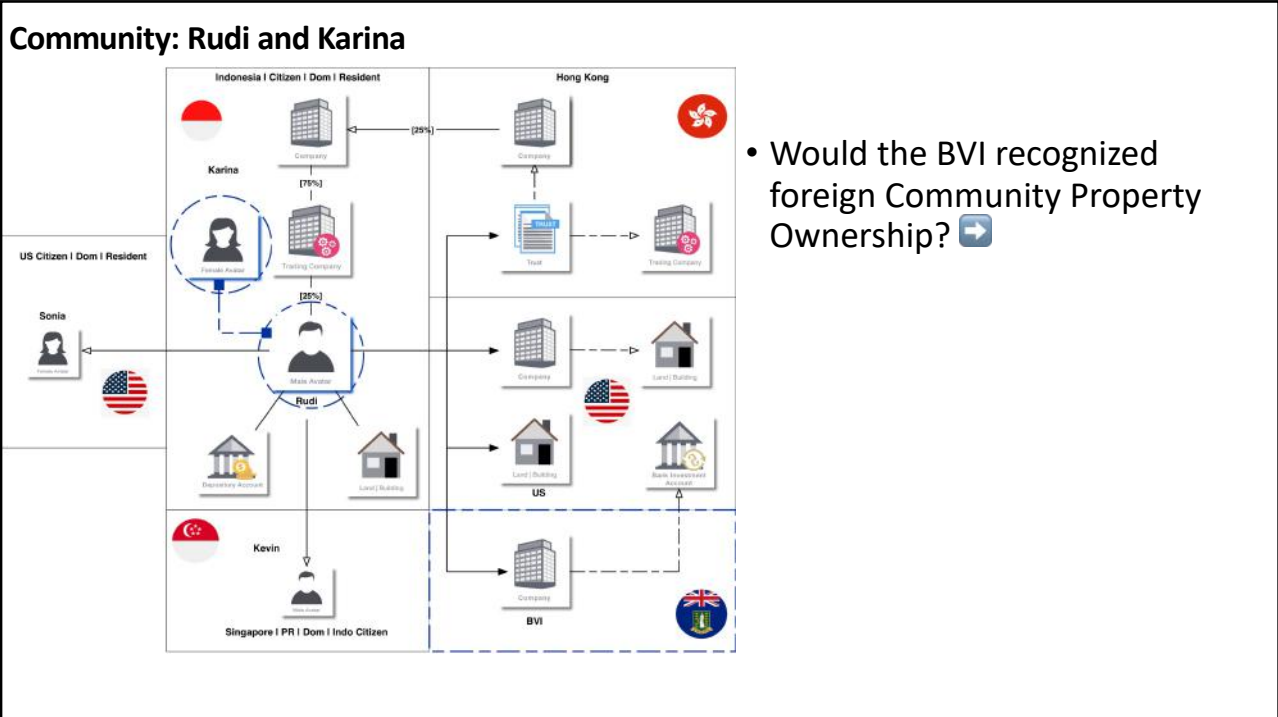 Community: Rudi and Karina
Indonesia I Citizen I Dom I Resident
Hong Kong
Company
[25%]
Company
Karina
[75%]
Female Avatar
Trading Company
TRUST
Trust
Trading Company
US Citizen I Dom I Resident
[25%]
Sonia
Female Avatar
Male Avatar
Rudi
Company
Land | Building
Depository Account
Land | Building
Land | Building
US
Bank Investment
Account
Kevin
Male Avatar
Singapore I PR I Dom I Indo Citizen
Company
BVI
• Would the BVI recognized
foreign Community Property
Ownership?